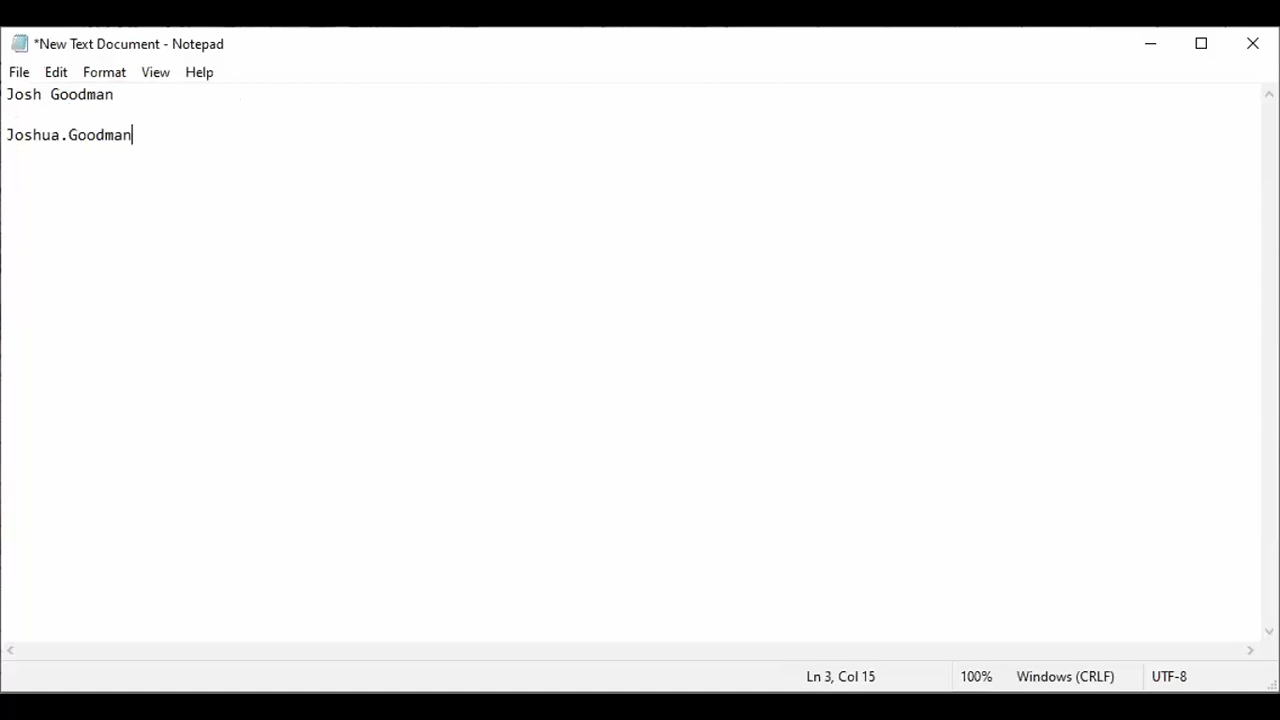 *New Text Document - Notepad
File Edit Format View Help
Josh Goodman
Joshua.Goodman
Ln 3, Col 15 100% Windows (CRLF) UTF-8